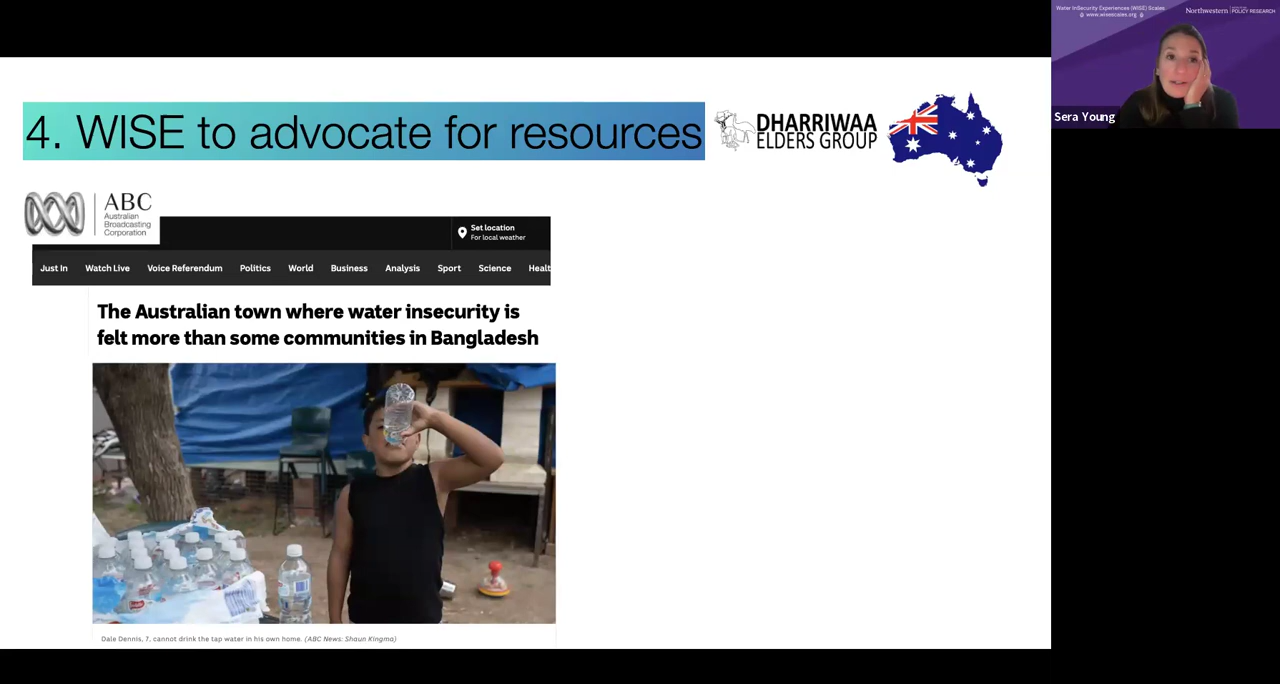 4. WISE to advocate for resources
DHARRIWAA
ELDERS GROUP
ABC
Australian
Broadcasting
Corporation
Set location
For local weather
Just In Watch Live Voice Referendum Politics World Business Analysis Sport Science Healt
The Australian town where water insecurity is
felt more than some communities in Bangladesh
Dale Dennis, 7, cannot drink the tap water in his own home. (ABC News: Shaun Kingma)
Water InSecurity Experiences (WISE) Scales
www.wisescales.org
Northwestern
POLICY RESEARCH
Sera Young